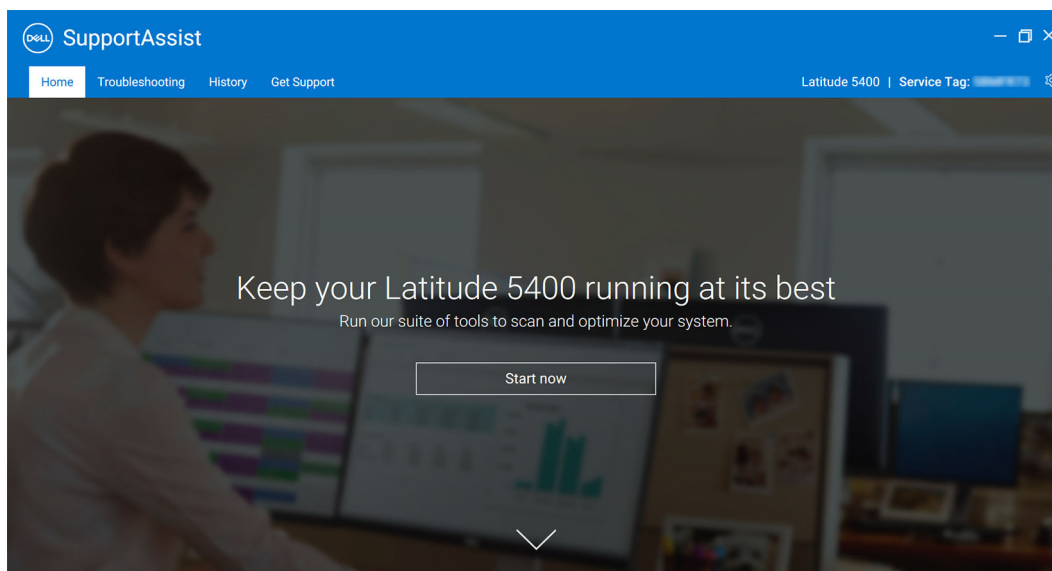 DELL SupportAssist
Home Troubleshooting History Get Support Latitude 5400 | Service Tag:
Keep your Latitude 5400 running at its best
Run our suite of tools to scan and optimize your system.
Start now